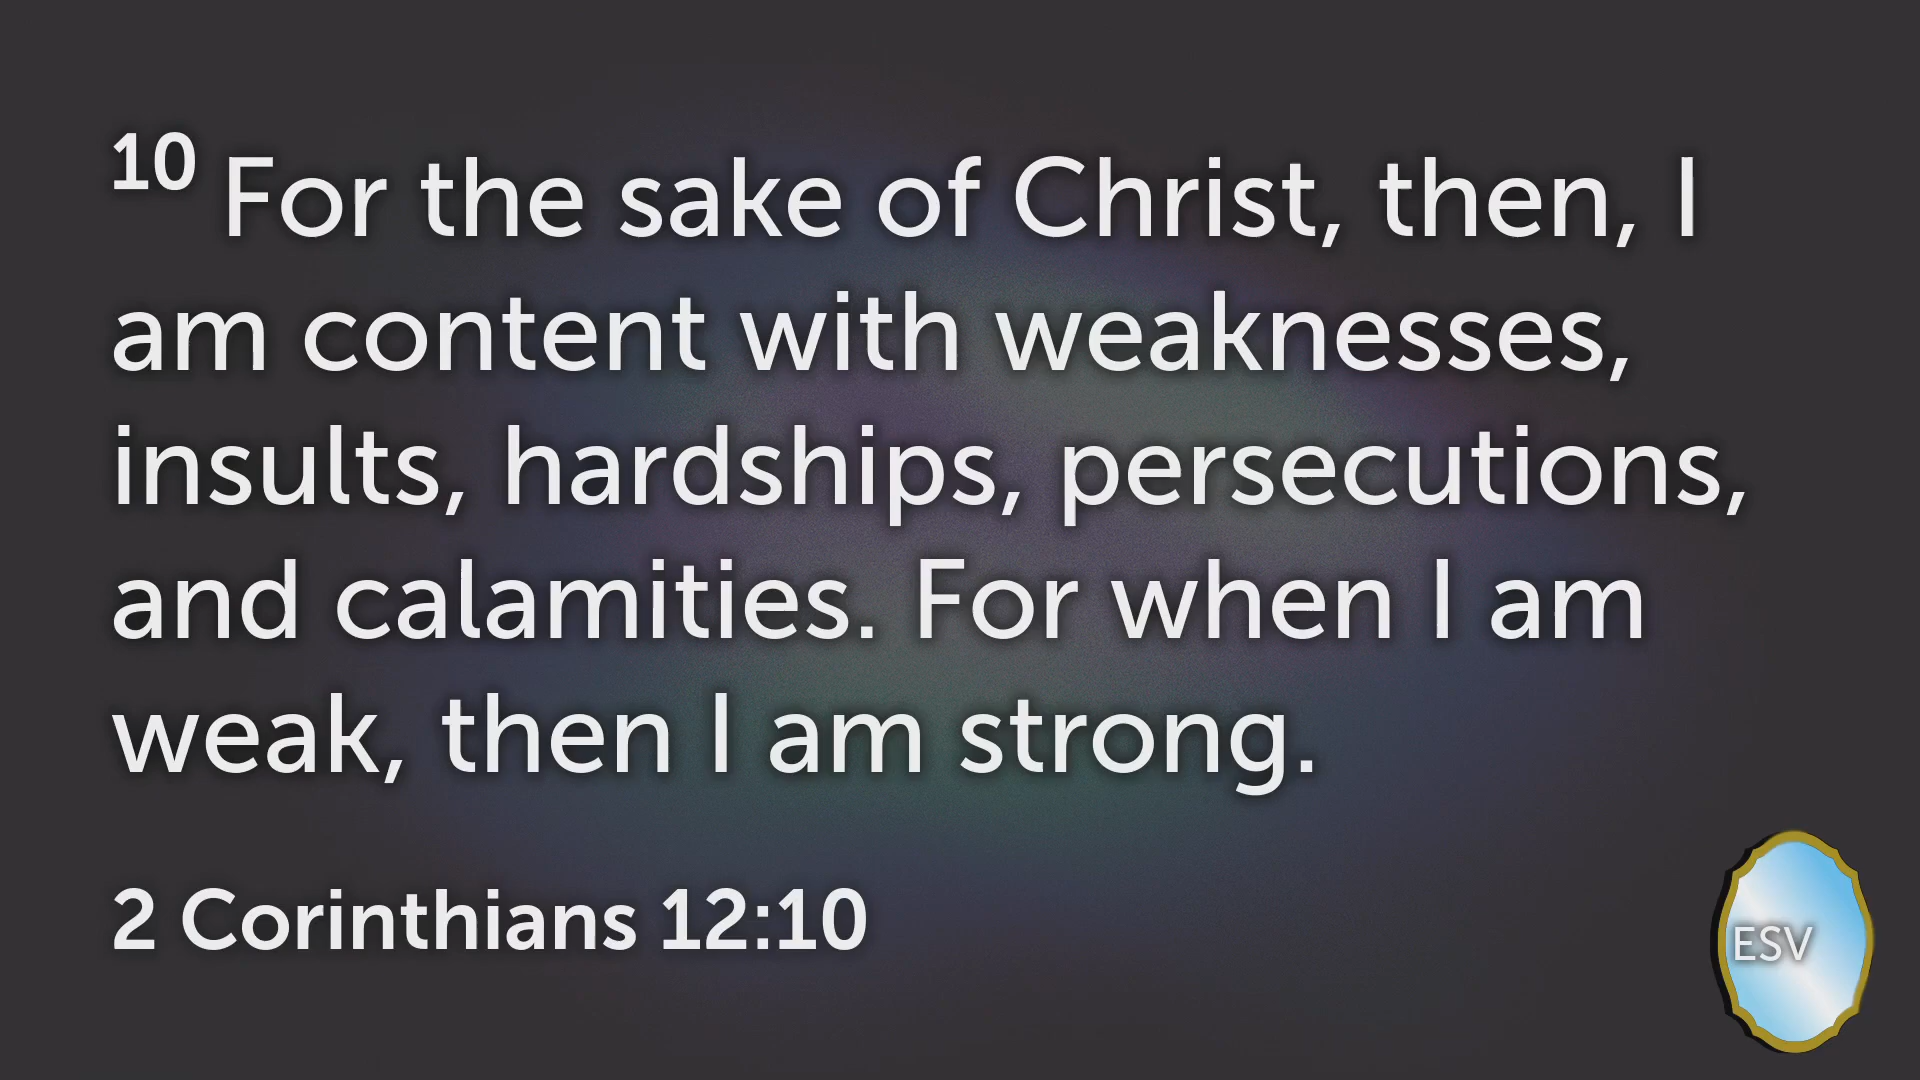 10 For the sake of Christ, then, I
am content with weaknesses,
insults, hardships, persecutions,
and calamities. For when I am
weak, then I am strong.
2 Corinthians 12:10
ESV